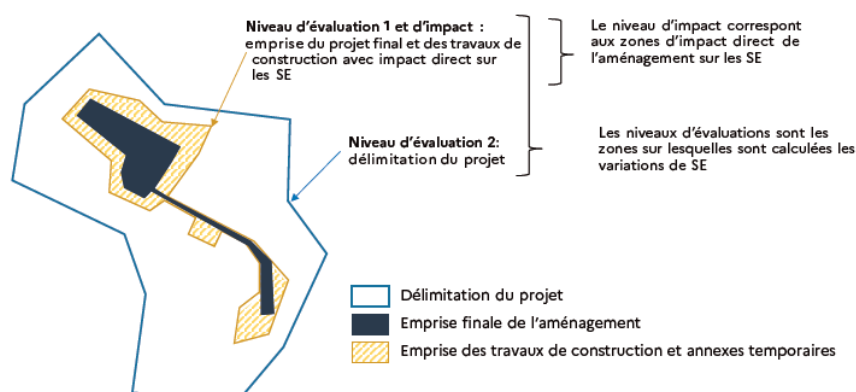 Niveau d'évaluation 1 et d'impact :
emprise du projet final et des travaux de
construction avec impact direct sur
les SE
Le niveau d'impact correspont
aux zones d'impact direct de
l'aménagement sur les SE
Niveau d'évaluation 2:
délimitation du projet
Les niveaux d'évaluations sont les
zones sur lesquelles sont calculées les
variations de SE
Délimitation du projet
Emprise finale de l'aménagement
Emprise des travaux de construction et annexes temporaires